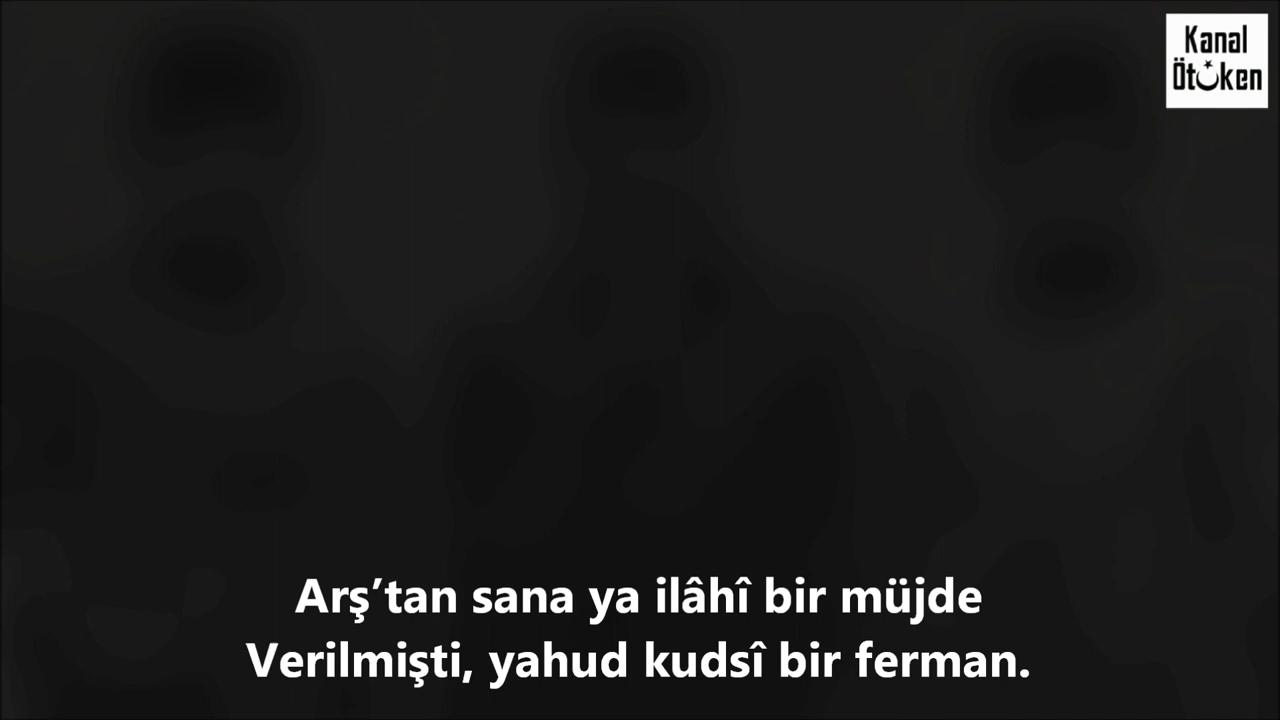 Kanal
Ötüken
Arş’tan sana ya ilâhî bir müjde
Verilmişti, yahud kudsî bir ferman.